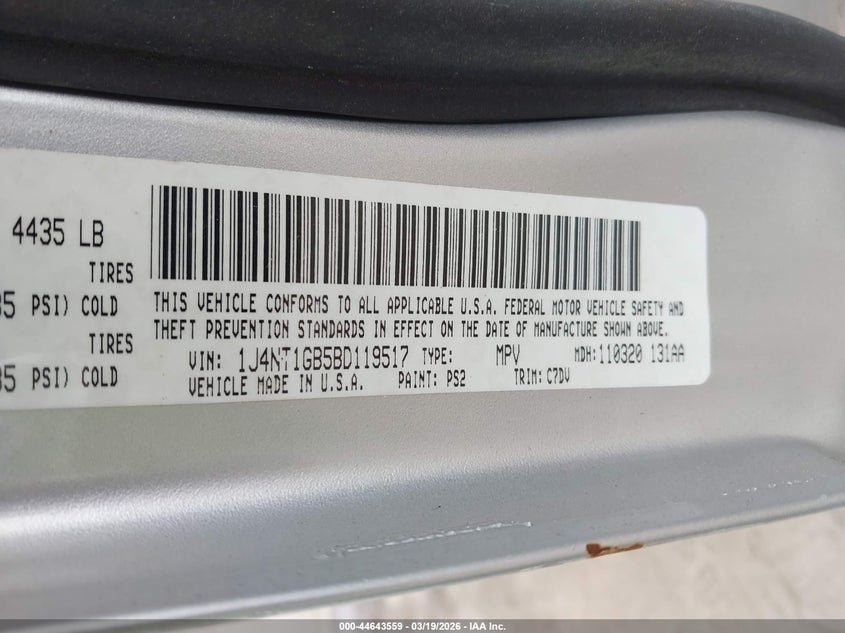 4435 LB
TIRES
35 PSI) COLD
TIRES
35 PSI) COLD
THIS VEHICLE CONFORMS TO ALL APPLICABLE U.S.A. FEDERAL MOTOR VEHICLE SAFETY AND
THEFT PREVENTION STANDARDS IN EFFECT ON THE DATE OF MANUFACTURE SHOWN ABOVE.
VIN: 1J4NT1GB5BD119517 TYPE: MPV MDH: 110320 131AA
VEHICLE MADE IN U.S.A. PAINT: PS2 TRIM: C7DV
000-44643559 — 03/19/2026 — IAA Inc.